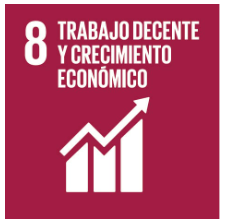 8 TRABAJO DECENTE
Y CRECIMIENTO
ECONÓMICO